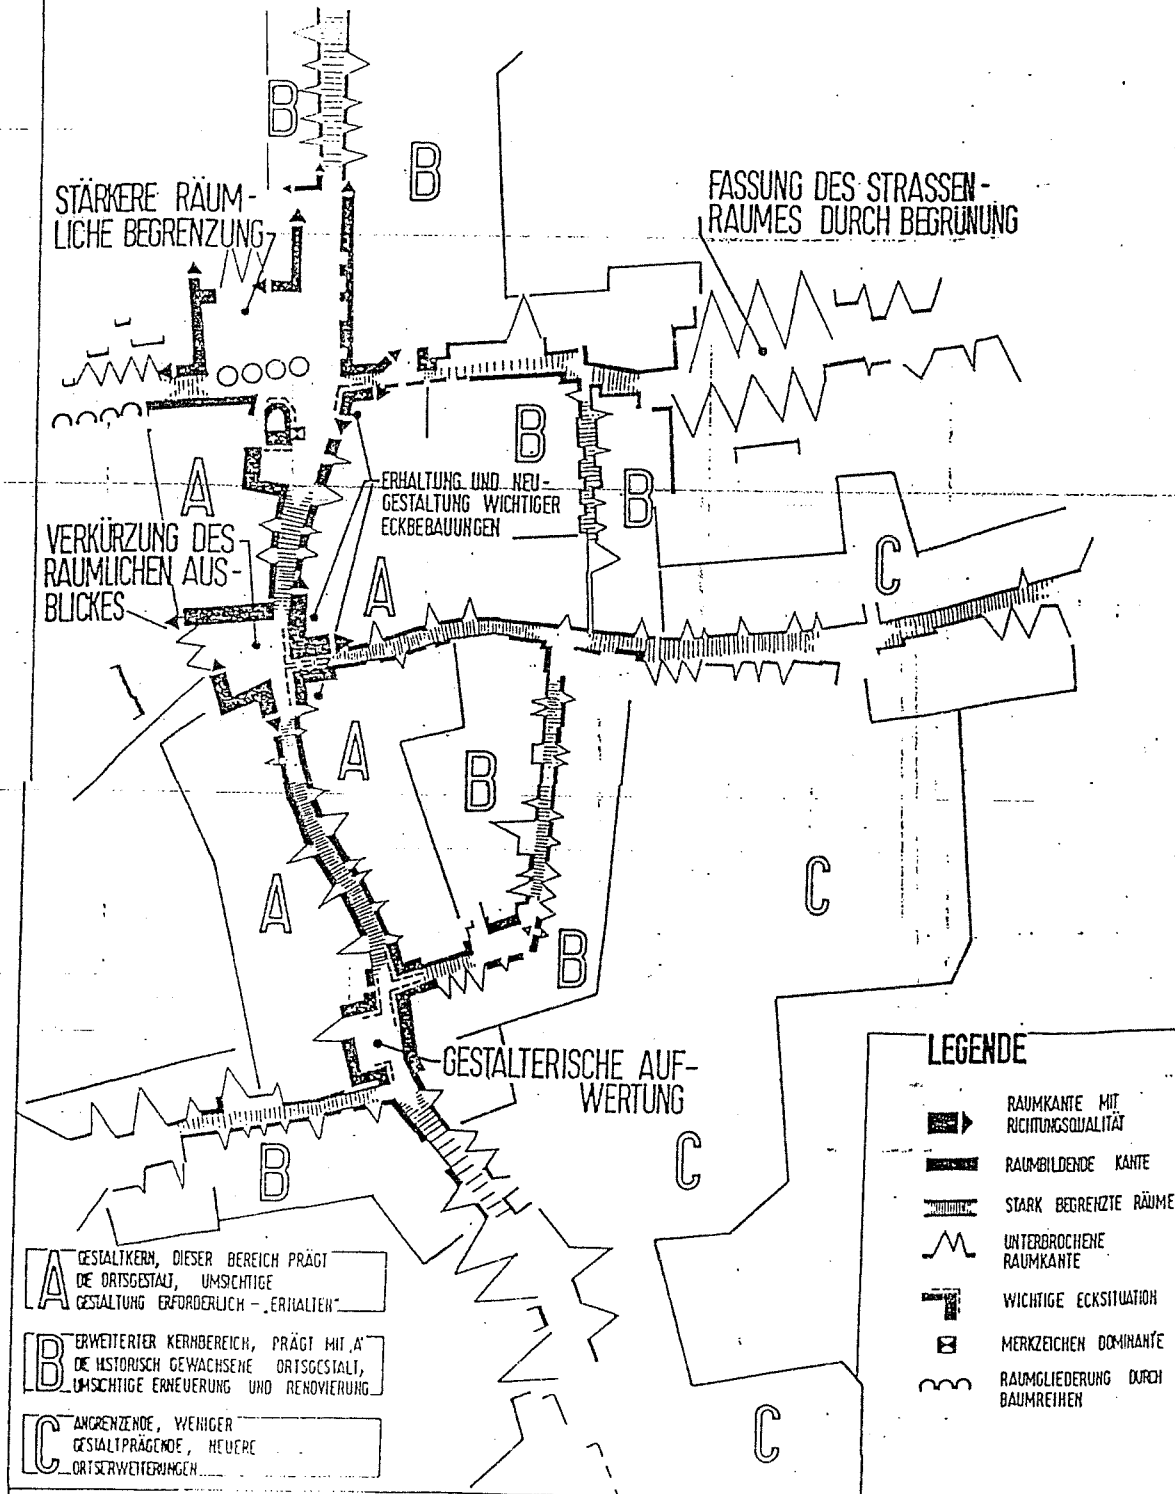 B
B
STÄRKERE RÄUM-
LICHE BEGRENZUNG
FASSUNG DES STRASSEN-
RAUMES DURCH BEGRÜNUNG
B
A
B
ERHALTUNG UND NEU-
GESTALTUNG WICHTIGER
ECKBEBAUUNGEN
VERKÜRZUNG DES
RAUMLICHEN AUS-
BLICKES
A
C
A
B
A
C
B
GESTALTERISCHE AUF-
WERTUNG
B
C
C
LEGENDE
RAUMKANTE MIT
RICHTUNGSQUALITÄT
RAUMBILDENDE KANTE
STARK BEGRENZTE RÄUME
UNTERBROCHENE
RAUMKANTE
WICHTIGE ECKSITUATION
MERKZEICHEN DOMINANTE
RAUMGLIEDERUNG DURCH
BAUMREIHEN
A GESTALTKERN, DIESER BEREICH PRÄGT
DIE ORTSGESTALT, UMSICHTIGE
GESTALTUNG ERFORDERLICH - „ERHALTEN“
B ERWEITERTER KERNBEREICH, PRÄGT MIT „A“
DIE HISTORISCH GEWACHSENE ORTSGESTALT,
UMSICHTIGE ERNEUERUNG UND RENOVIERUNG
C ANGRENZENDE, WENIGER
GESTALTPRÄGENDE, NEUERE
ORTSERWEITERUNGEN